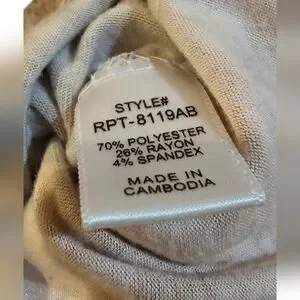 STYLE#
RPT-8119AB
70% POLYESTER
26% RAYON
4% SPANDEX
MADE IN
CAMBODIA